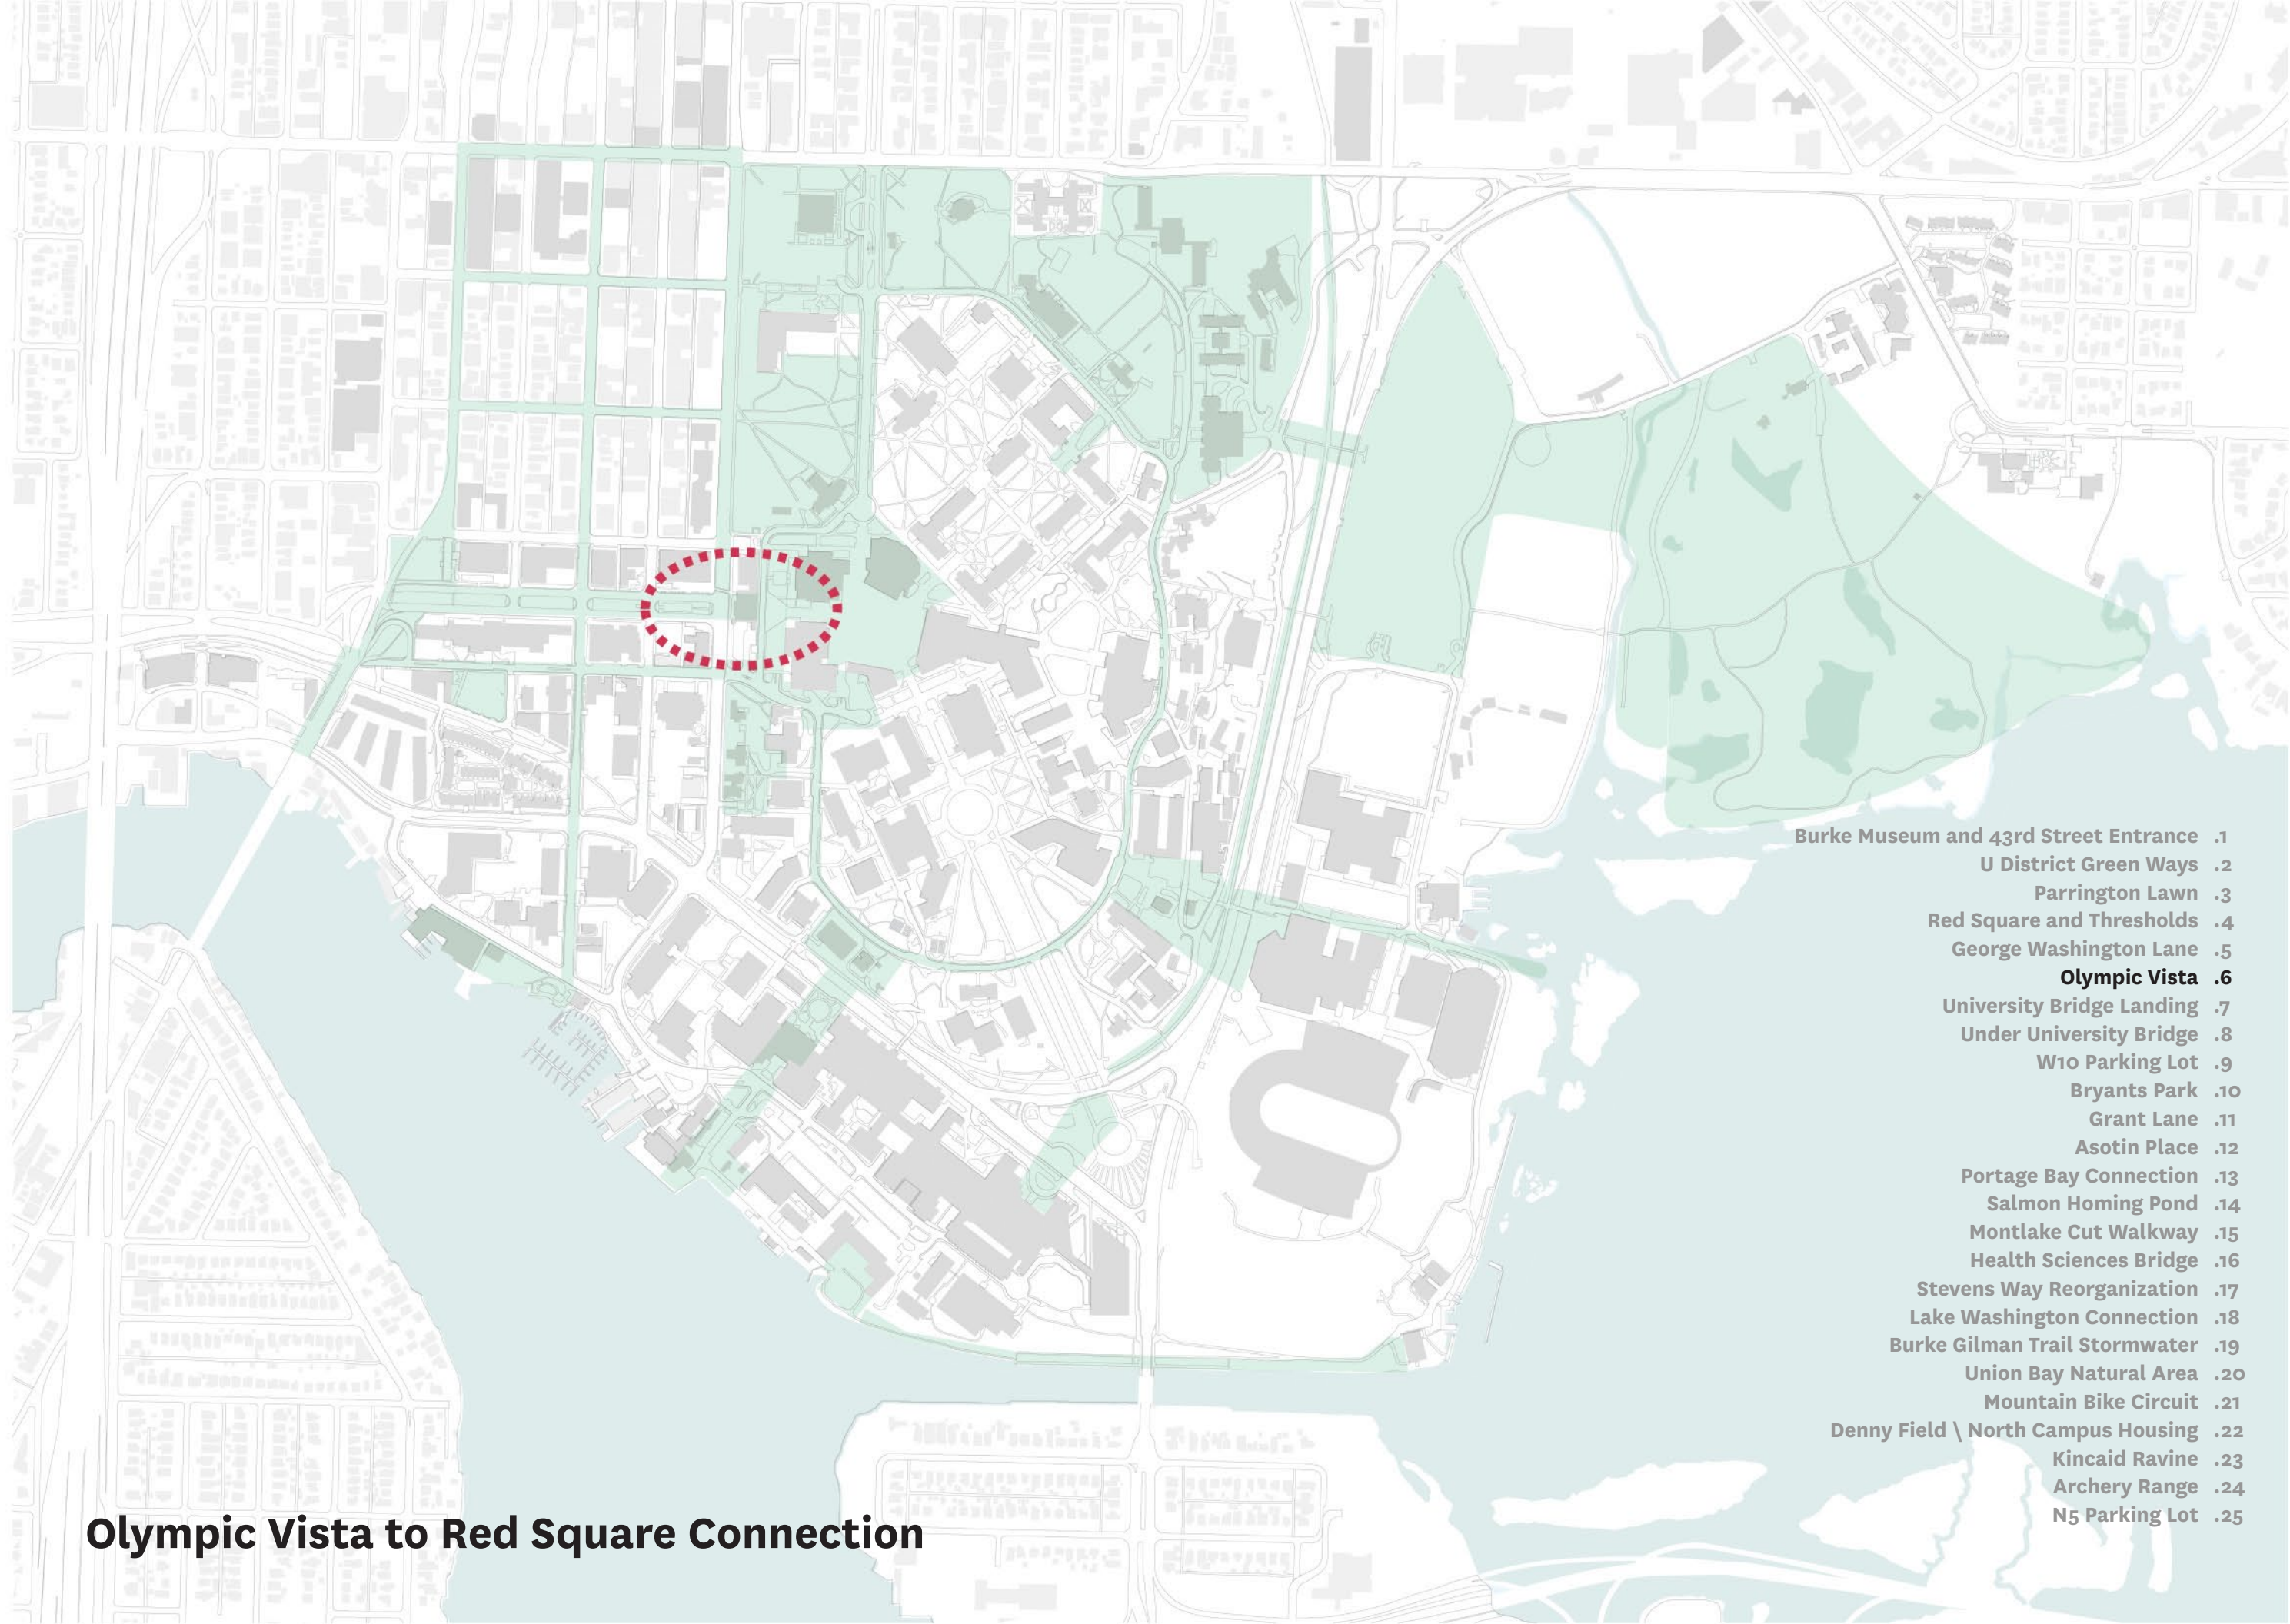 Burke Museum and 43rd Street Entrance .1
U District Green Ways .2
Parrington Lawn .3
Red Square and Thresholds .4
George Washington Lane .5
Olympic Vista .6
University Bridge Landing .7
Under University Bridge .8
W10 Parking Lot .9
Bryants Park .10
Grant Lane .11
Asotin Place .12
Portage Bay Connection .13
Salmon Homing Pond .14
Montlake Cut Walkway .15
Health Sciences Bridge .16
Stevens Way Reorganization .17
Lake Washington Connection .18
Burke Gilman Trail Stormwater .19
Union Bay Natural Area .20
Mountain Bike Circuit .21
Denny Field \ North Campus Housing .22
Kincaid Ravine .23
Archery Range .24
N5 Parking Lot .25
Olympic Vista to Red Square Connection